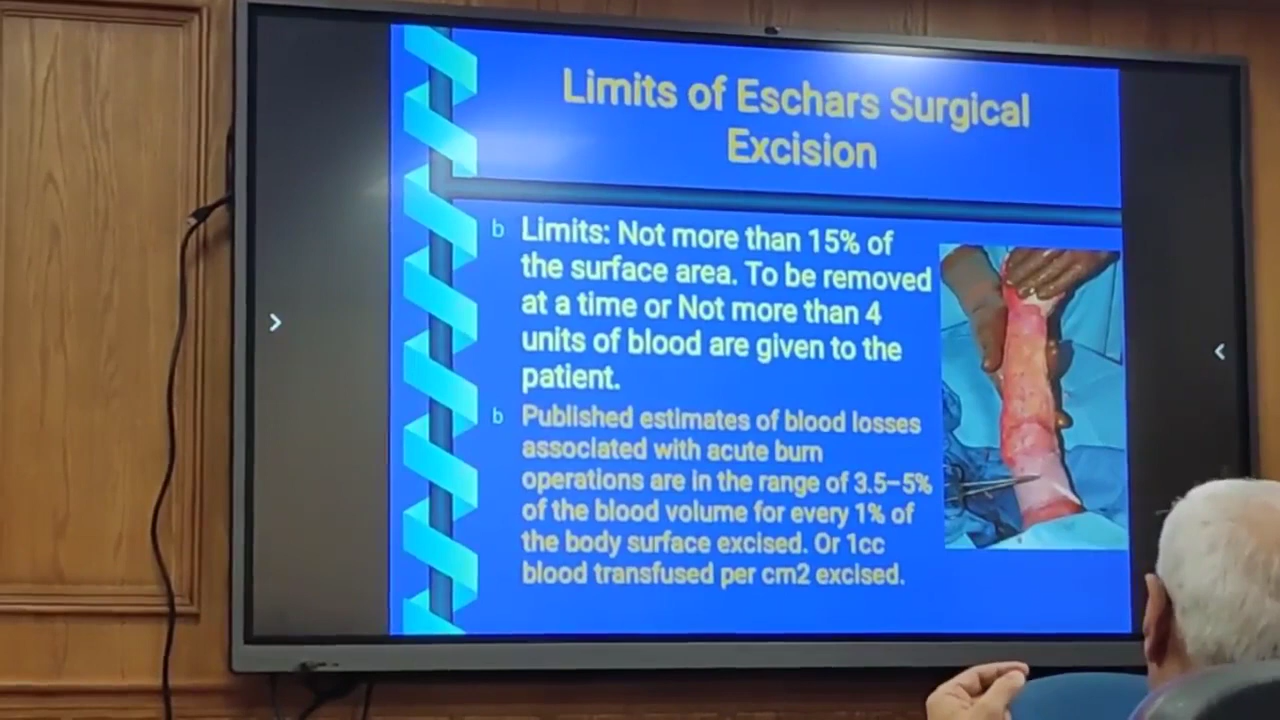 Limits of Eschars Surgical
Excision
b Limits: Not more than 15% of
the surface area. To be removed
at a time or Not more than 4
units of blood are given to the
patient.
b Published estimates of blood losses
associated with acute burn
operations are in the range of 3.5–5%
of the blood volume for every 1% of
the body surface excised. Or 1cc
blood transfused per cm2 excised.